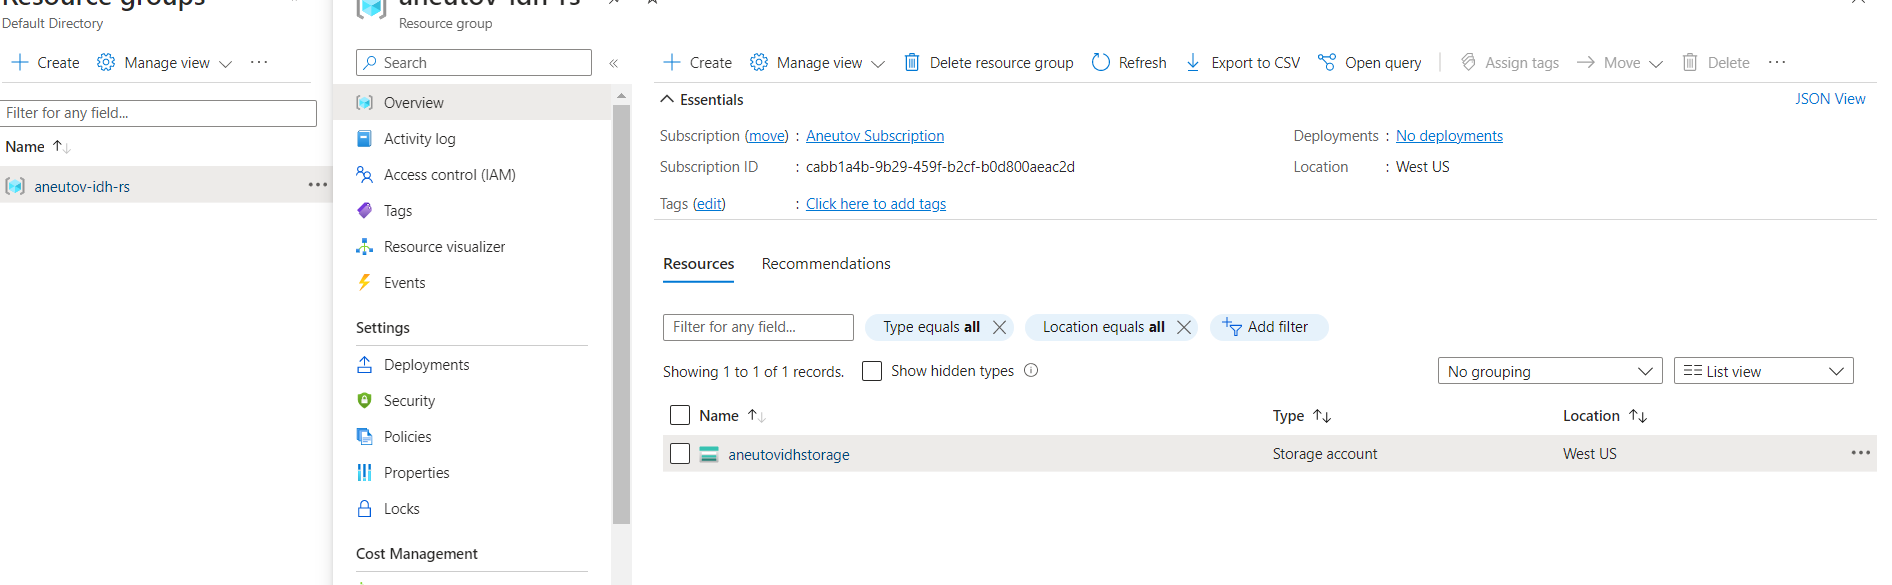 Resource groups
Default Directory
Create
Manage view
Filter for any field...
Name
aneutov-idh-rs
aneutov-idh-rs
Resource group
Search
Overview
Activity log
Access control (IAM)
Tags
Resource visualizer
Events
Settings
Deployments
Security
Policies
Properties
Locks
Cost Management
Create Manage view Delete resource group Refresh Export to CSV Open query Assign tags Move Delete
Essentials JSON View
Subscription (move) : Aneutov Subscription Deployments : No deployments
Subscription ID : cabb1a4b-9b29-459f-b2cf-b0d800aeac2d Location : West US
Tags (edit) : Click here to add tags
Resources Recommendations
Filter for any field... Type equals all Location equals all Add filter
Showing 1 to 1 of 1 records. Show hidden types No grouping List view
Name Type Location
aneutovidhstorage Storage account West US